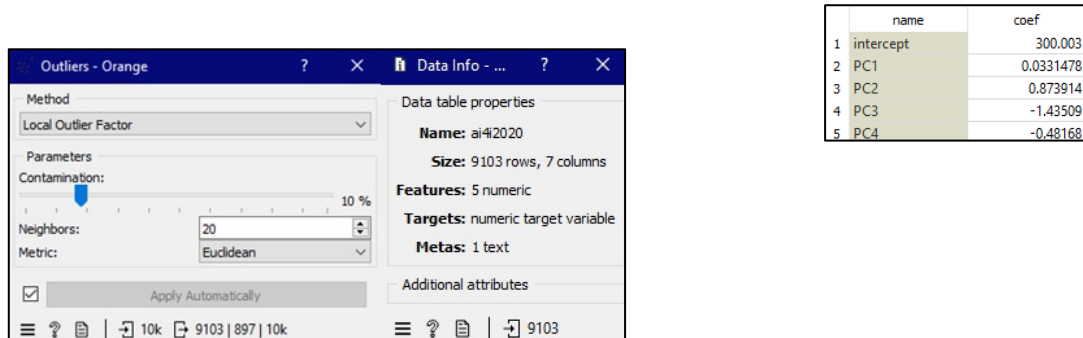 Outliers - Orange ? ×
Method
Local Outlier Factor
Parameters
Contamination:
10 %
Neighbors: 20
Metric: Euclidean
Apply Automatically
? 10k 9103 | 897 | 10k
Data Info - ... ? ×
Data table properties
Name: ai4i2020
Size: 9103 rows, 7 columns
Features: 5 numeric
Targets: numeric target variable
Metas: 1 text
Additional attributes
? 9103
name coef
1 intercept 300.003
2 PC1 0.0331478
3 PC2 0.873914
4 PC3 -1.43509
5 PC4 -0.48168